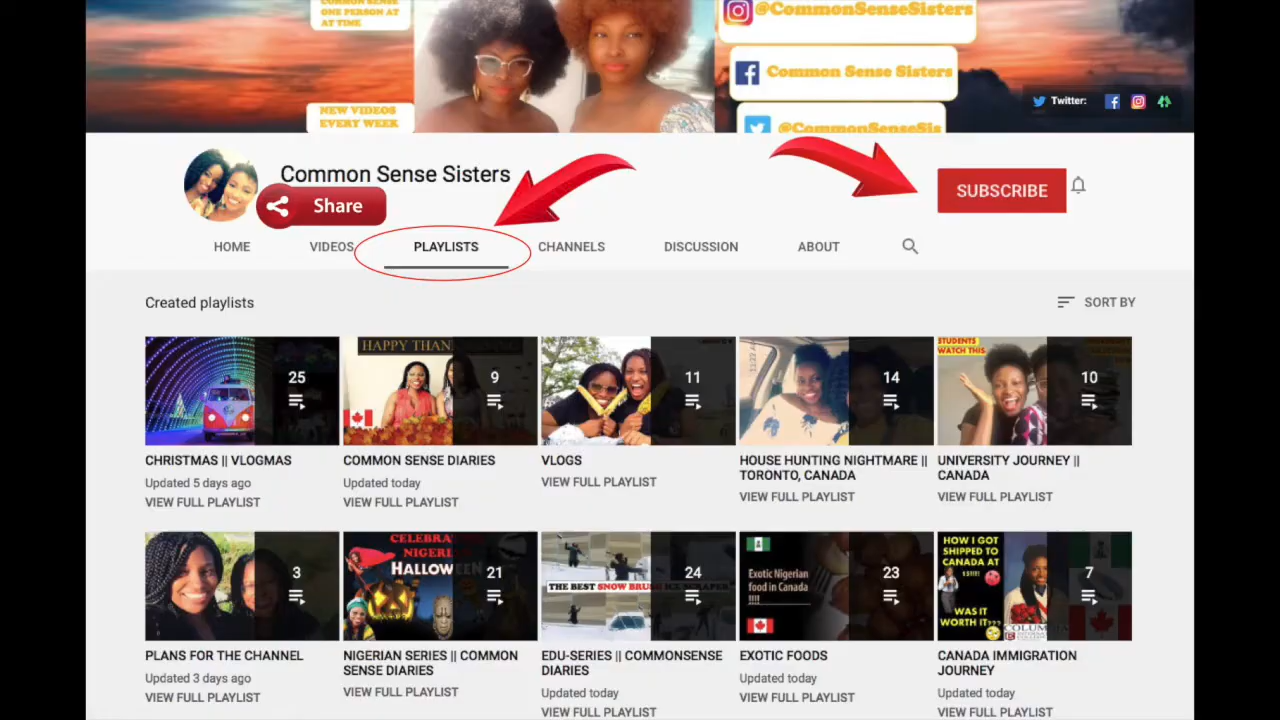 COMMON SENSE
ONE PERSON AT
AT TIME
@CommonSenseSisters
Common Sense Sisters
@CommonSenseSis
NEW VIDEOS
EVERY WEEK
Twitter:
Common Sense Sisters
Share
SUBSCRIBE
HOME VIDEOS PLAYLISTS CHANNELS DISCUSSION ABOUT
Created playlists
SORT BY
25
HAPPY THAN
9
11
14
STUDENTS
WATCH THIS
10
CHRISTMAS || VLOGMAS
Updated 5 days ago
VIEW FULL PLAYLIST
COMMON SENSE DIARIES
Updated today
VIEW FULL PLAYLIST
VLOGS
VIEW FULL PLAYLIST
HOUSE HUNTING NIGHTMARE ||
TORONTO, CANADA
VIEW FULL PLAYLIST
UNIVERSITY JOURNEY ||
CANADA
VIEW FULL PLAYLIST
3
CELEBRA
NIGERI
HALLOWEEN
21
THE BEST SNOW BRUSH ICE SCRAPER
24
Exotic Nigerian
food in Canada
!!!!
23
HOW I GOT
SHIPPED TO
CANADA AT
WAS IT
WORTH IT???
COLUM
7
PLANS FOR THE CHANNEL
Updated 3 days ago
VIEW FULL PLAYLIST
NIGERIAN SERIES || COMMON
SENSE DIARIES
VIEW FULL PLAYLIST
EDU-SERIES || COMMONSENSE
DIARIES
Updated today
VIEW FULL PLAYLIST
EXOTIC FOODS
Updated today
VIEW FULL PLAYLIST
CANADA IMMIGRATION
JOURNEY
Updated today
VIEW FULL PLAYLIST